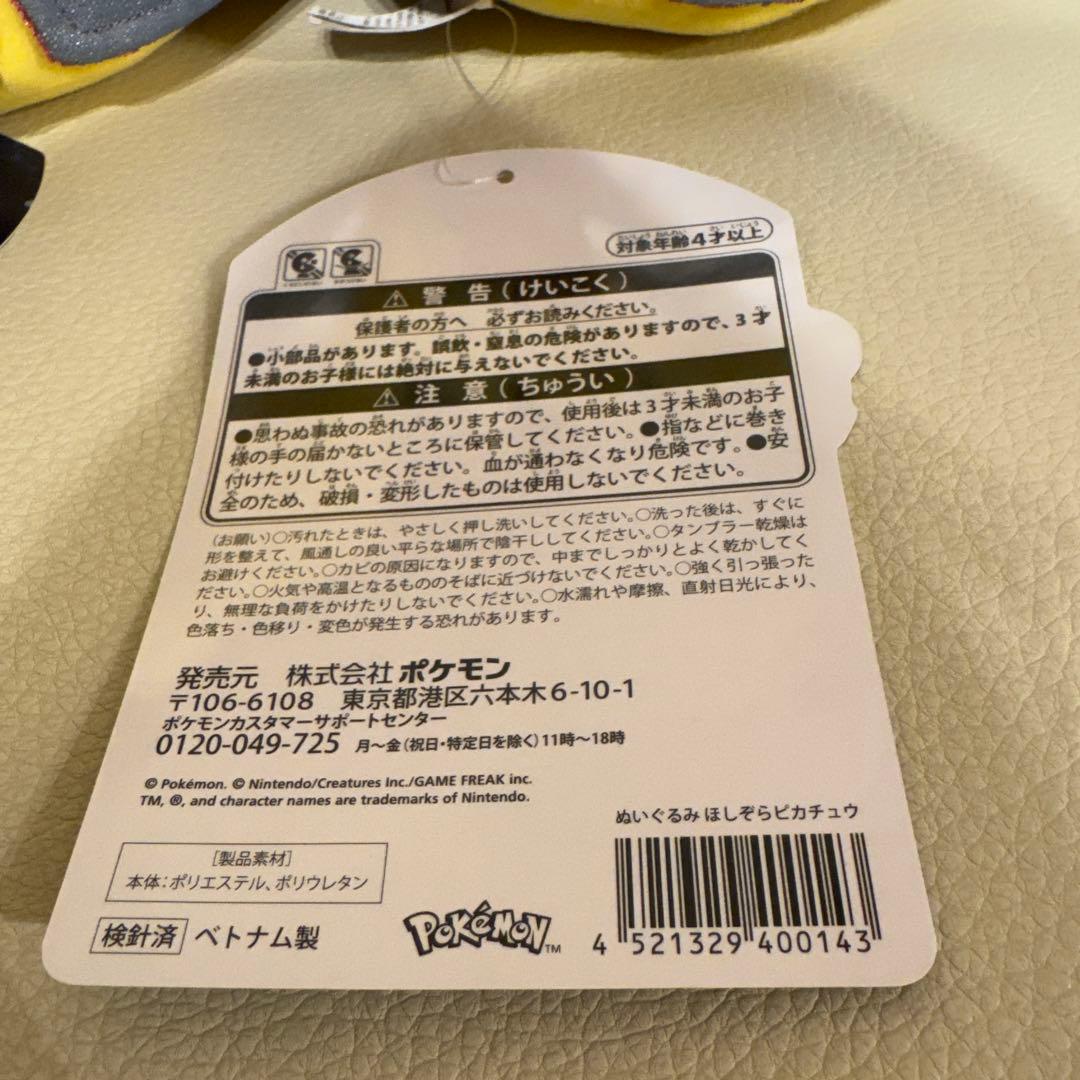 対象年齢4才以上
警告(けいこく)
保護者の方へ 必ずお読みください。
●小部品があります。誤飲・窒息の危険がありますので、3才
未満のお子様には絶対に与えないでください。
注意(ちゅうい)
●思わぬ事故の恐れがありますので、使用後は3才未満のお子
様の手の届かないところに保管してください。●指などに巻き
付けたりしないでください。血が通わなくなり危険です。●安
全のため、破損・変形したものは使用しないでください。
(お願い)○汚れたときは、やさしく押し洗いしてください。○洗った後は、すぐに
形を整えて、風通しの良い平らな場所で陰干ししてください。○タンブラー乾燥は
お避けください。○カビの原因になりますので、中までしっかりとよく乾かしてく
ださい。○火気や高温となるもののそばに近づけないでください。○強く引っ張った
り、無理な負荷をかけたりしないでください。○水濡れや摩擦、直射日光により、
色落ち・色移り・変色が発生する恐れがあります。
発売元 株式会社ポケモン
〒106-6108 東京都港区六本木6-10-1
ポケモンカスタマーサポートセンター
0120-049-725 月〜金(祝日・特定日を除く)11時〜18時
© Pokémon. © Nintendo/Creatures Inc./GAME FREAK inc.
TM, ®, and character names are trademarks of Nintendo.
ぬいぐるみ ほしぞらピカチュウ
[製品素材]
本体:ポリエステル、ポリウレタン
検針済 ベトナム製
POKéMON™
4 521329 400143